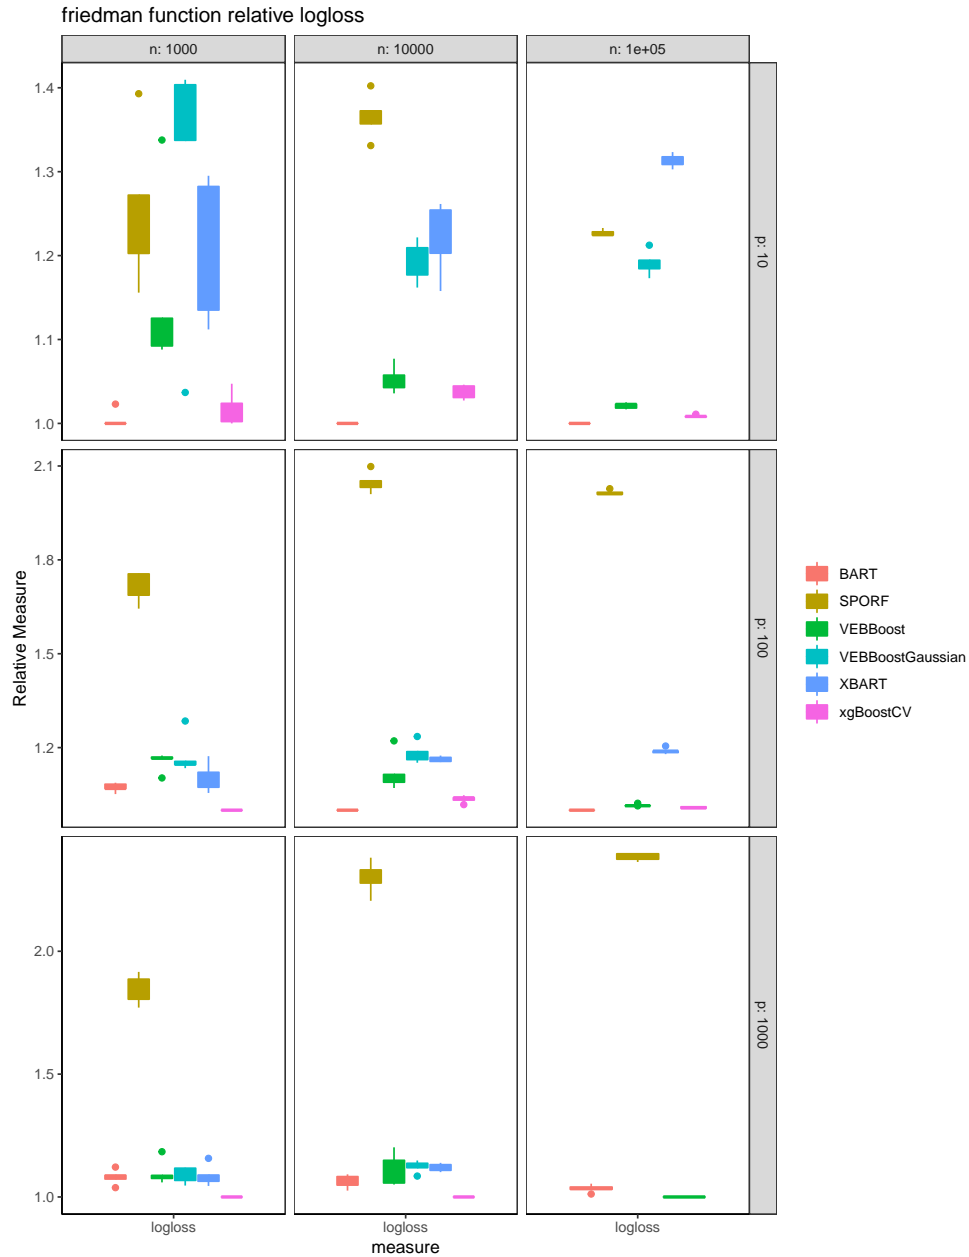 friedman function relative logloss
n: 1000
n: 10000
n: 1e+05
1.4
1.3
1.2
1.1
1.0
p: 10
2.1
1.8
1.5
1.2
p: 100
2.0
1.5
1.0
p: 1000
Relative Measure
logloss
logloss
logloss
measure
BART
SPORF
VEBBoost
VEBBoostGaussian
XBART
xgBoostCV